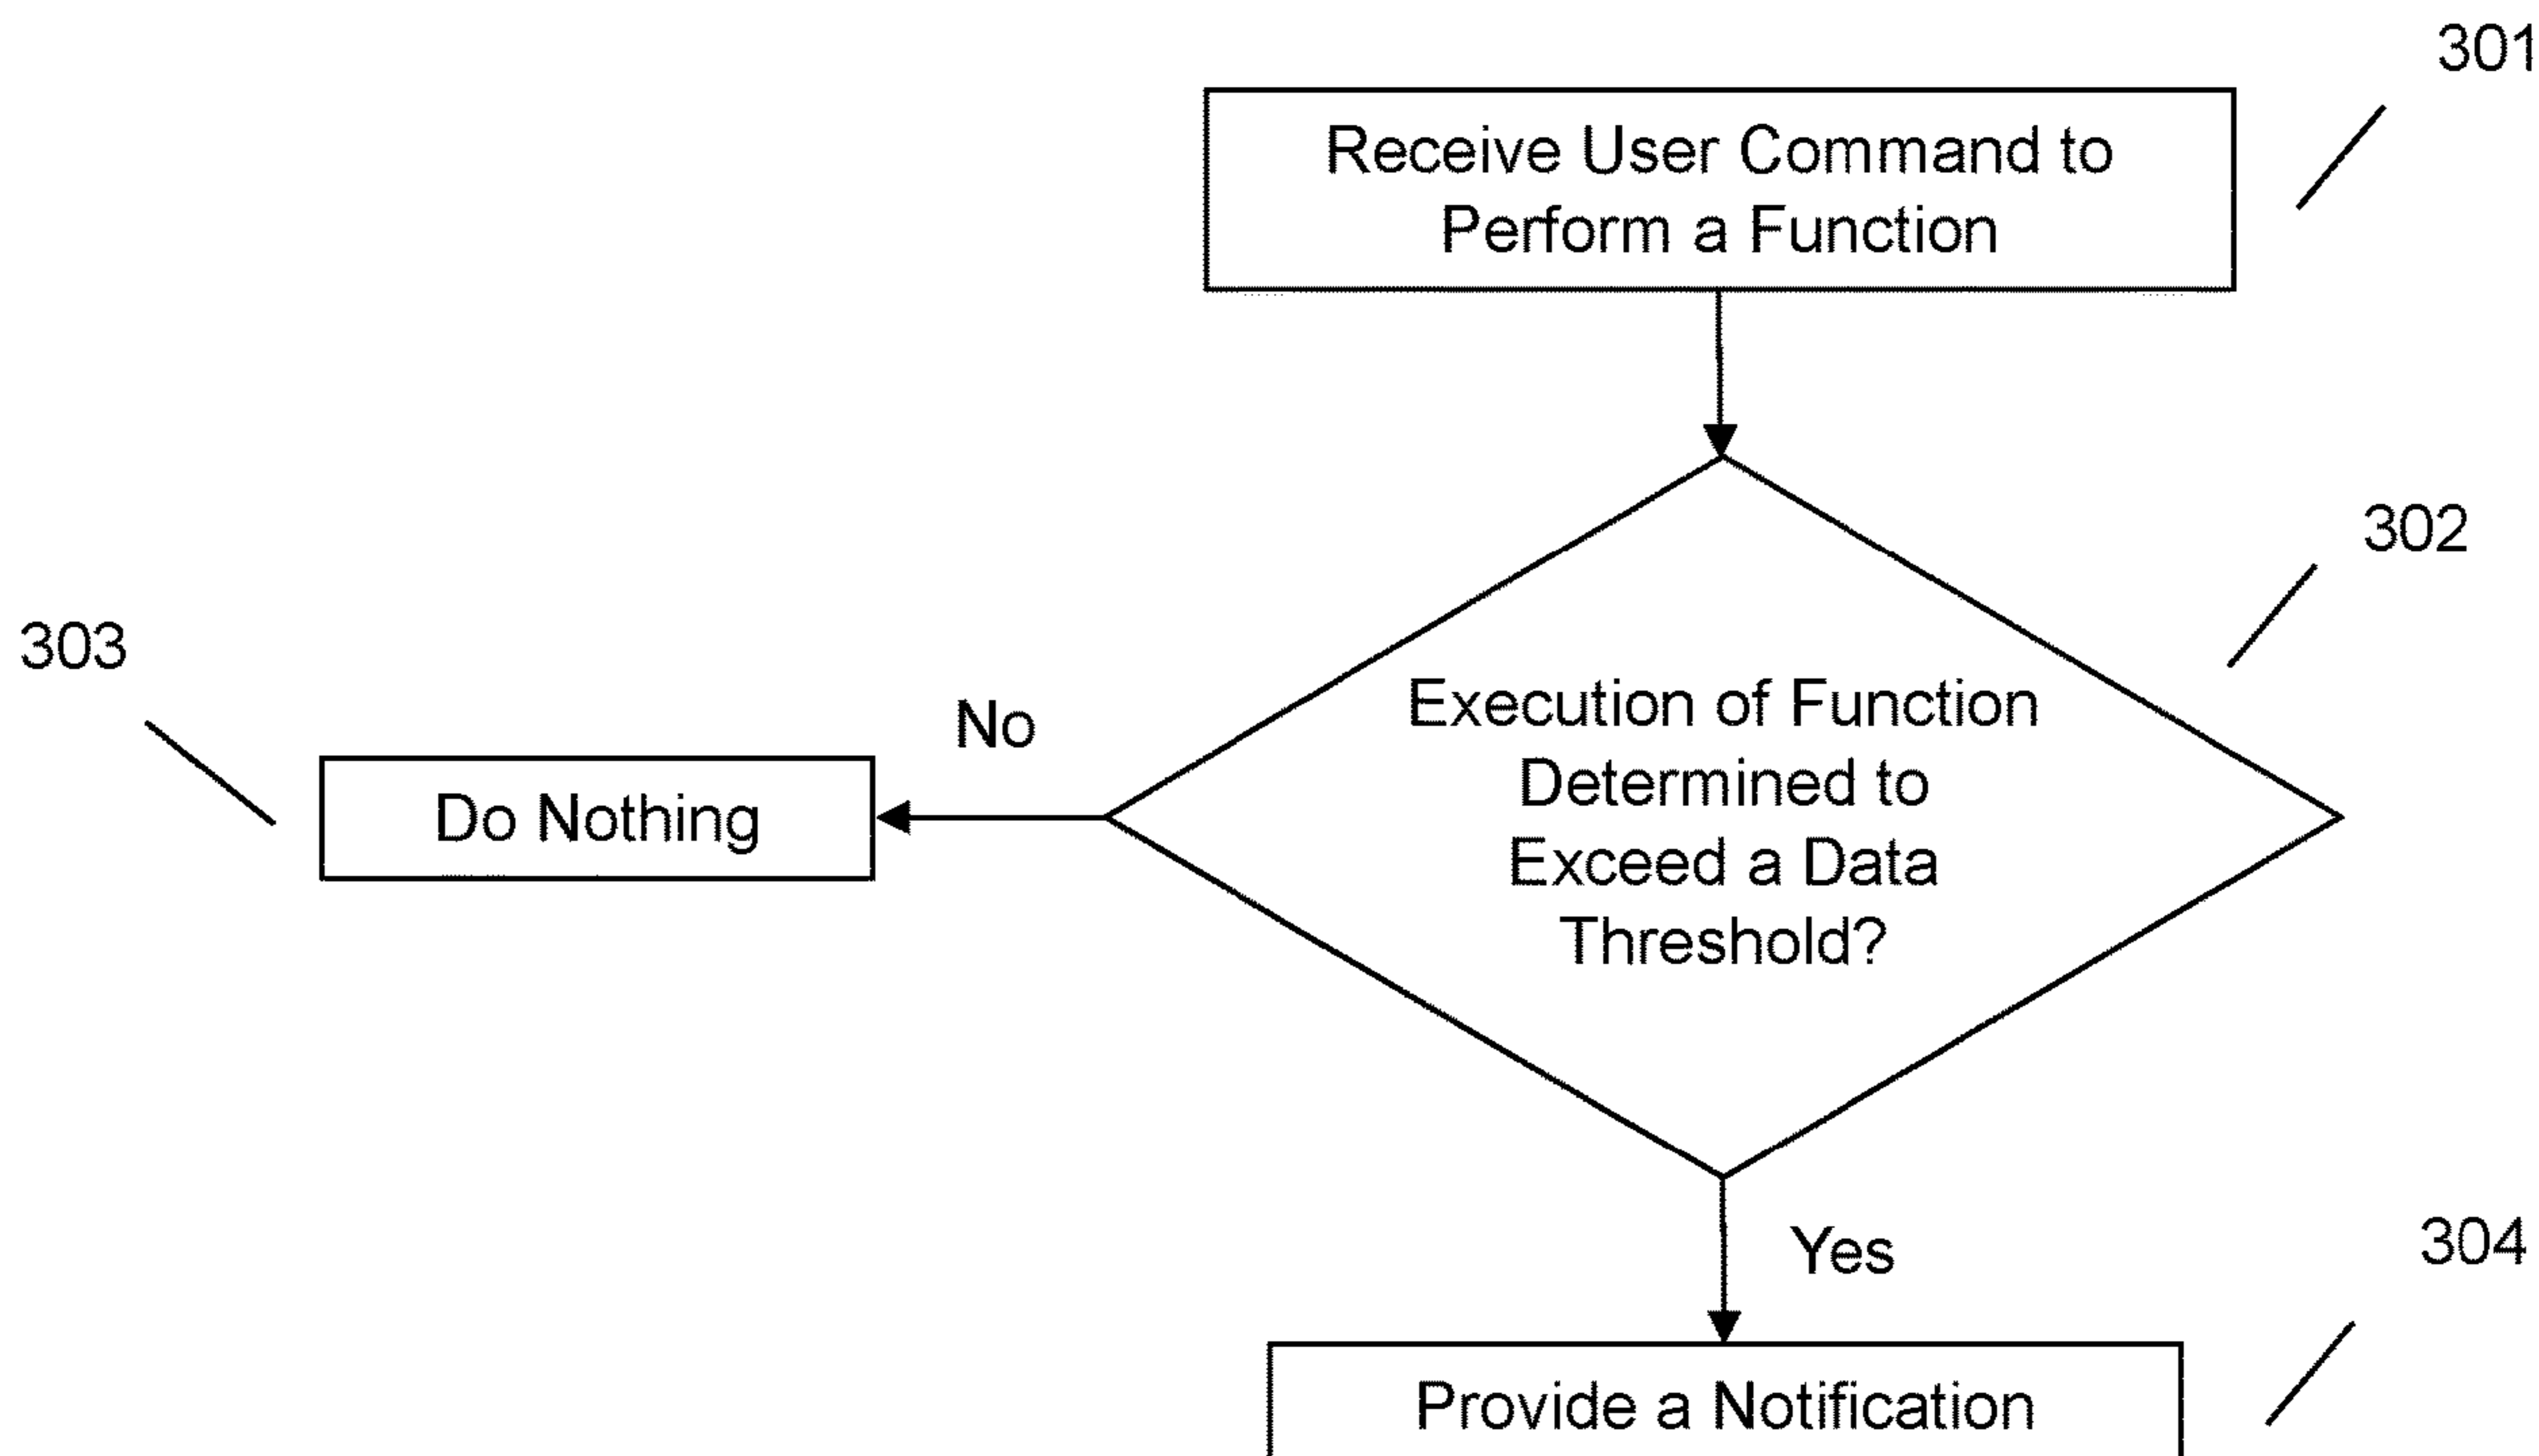 301
Receive User Command to
Perform a Function
302
303
No
Execution of Function
Determined to
Exceed a Data
Threshold?
Do Nothing
Yes
304
Provide a Notification